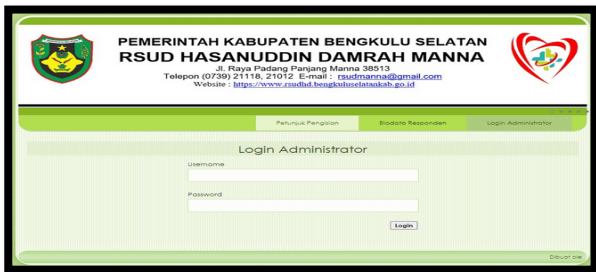 PEMERINTAH KABUPATEN BENGKULU SELATAN
RSUD HASANUDDIN DAMRAH MANNA
Jl. Raya Padang Panjang Manna 38513
Telepon (0739) 21118, 21012 E-mail : rsudmanna@gmail.com
Website : https://www.rsudhd.bengkuluselatankab.go.id
Petunjuk Pengisian Biodata Responden Login Administrator
Login Administrator
Username
Password
Login
Dibuat ole